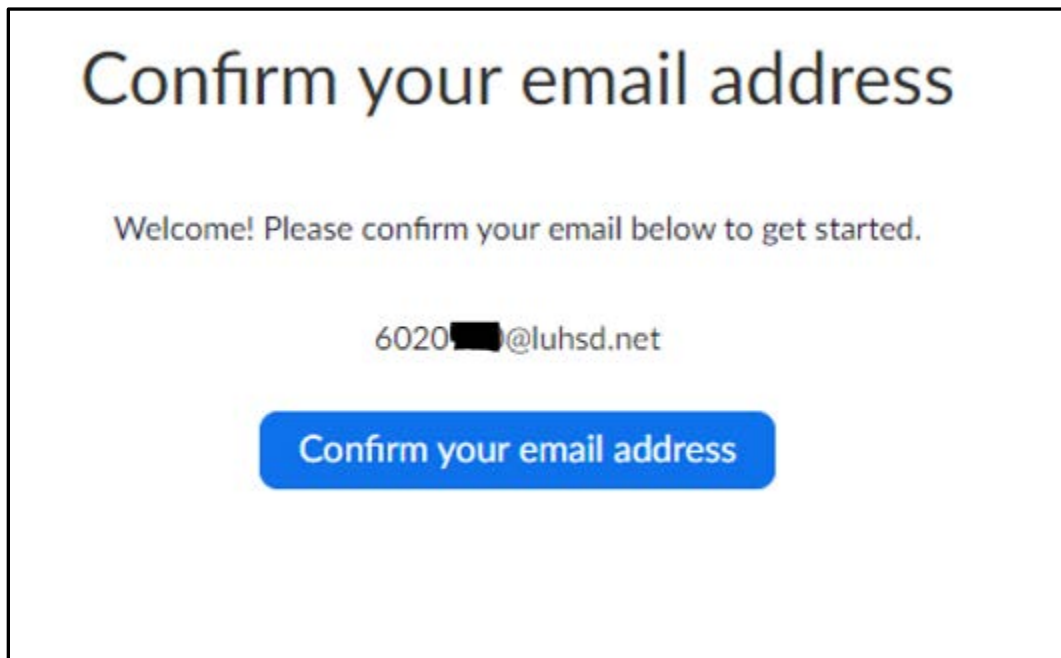 Confirm your email address
Welcome! Please confirm your email below to get started.
6020 @luhsd.net
Confirm your email address